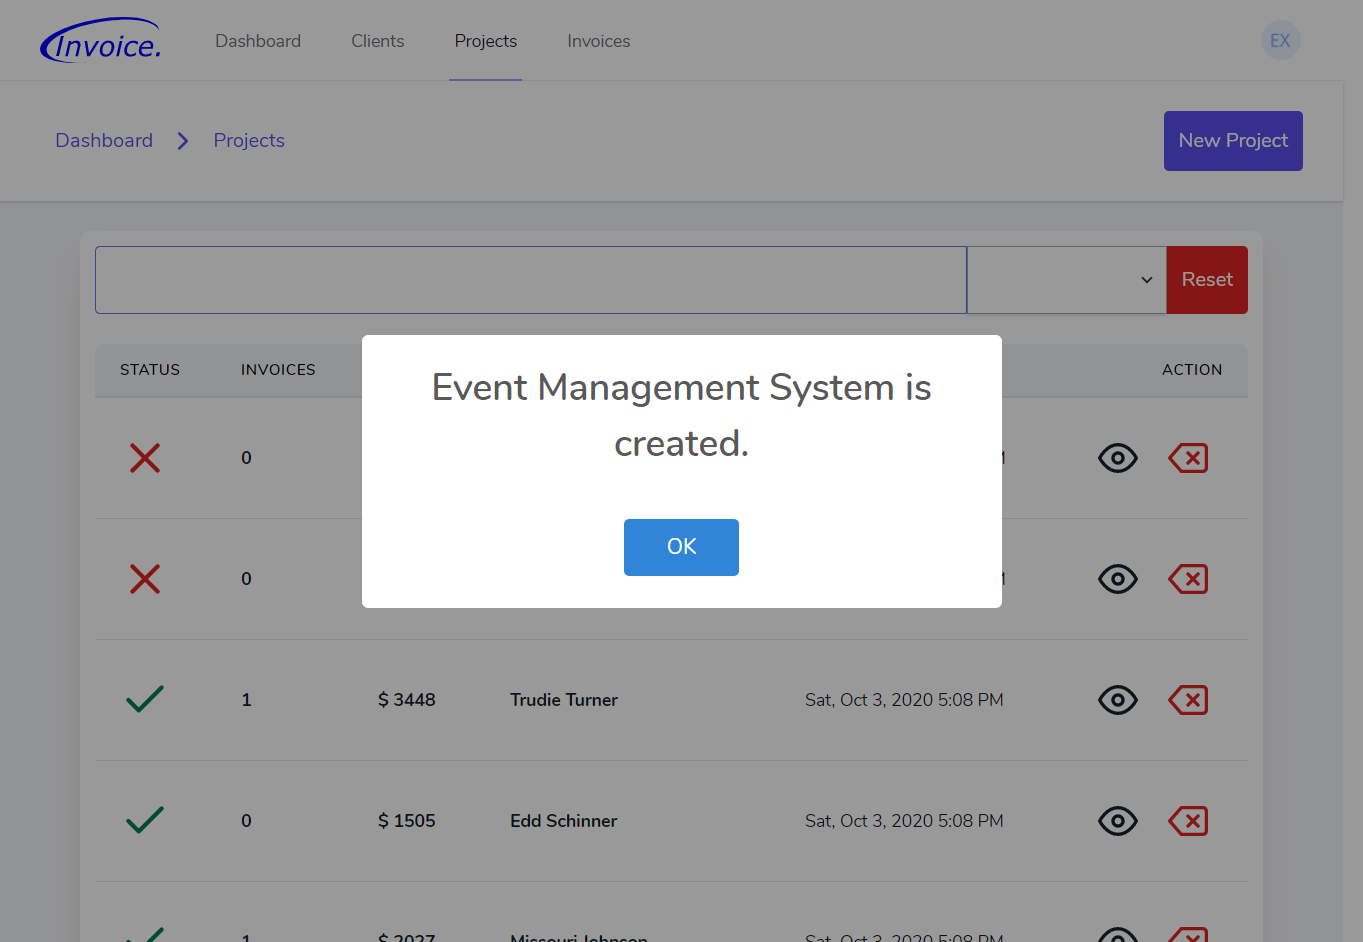 Invoice.
Dashboard Clients Projects Invoices EX
Dashboard Projects New Project
Reset
STATUS INVOICES ACTION
Event Management System is
created.
0
OK
0
1 $ 3448 Trudie Turner Sat, Oct 3, 2020 5:08 PM
0 $ 1505 Edd Schinner Sat, Oct 3, 2020 5:08 PM
1 $ 2027 Missouri Johnson Sat, Oct 3, 2020 5:08 PM